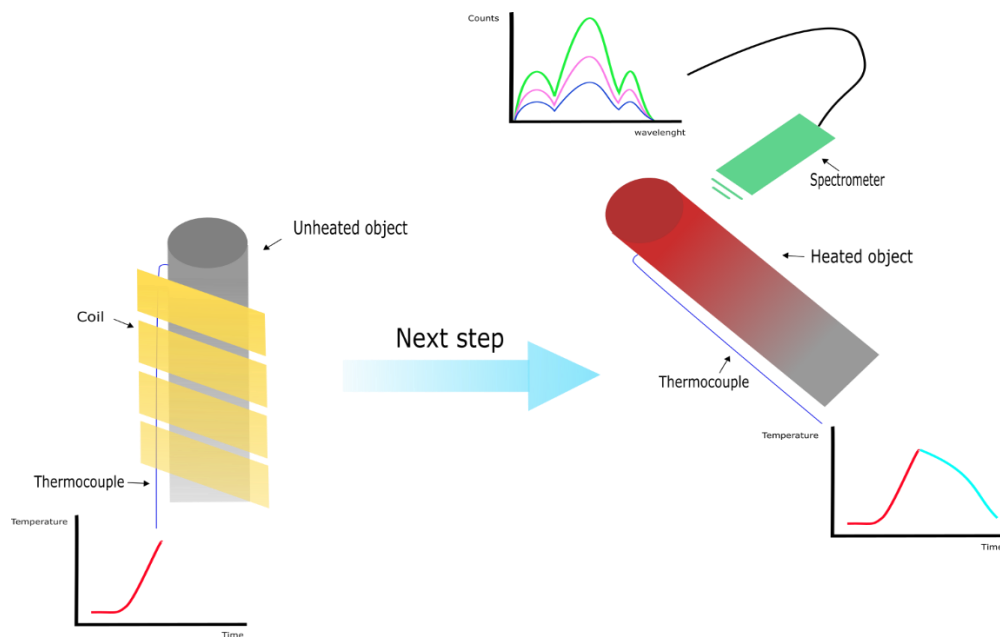 Counts
wavelenght
Spectrometer
Unheated object
Heated object
Coil
Next step
Thermocouple
Temperature
Thermocouple
Temperature
Time
Time